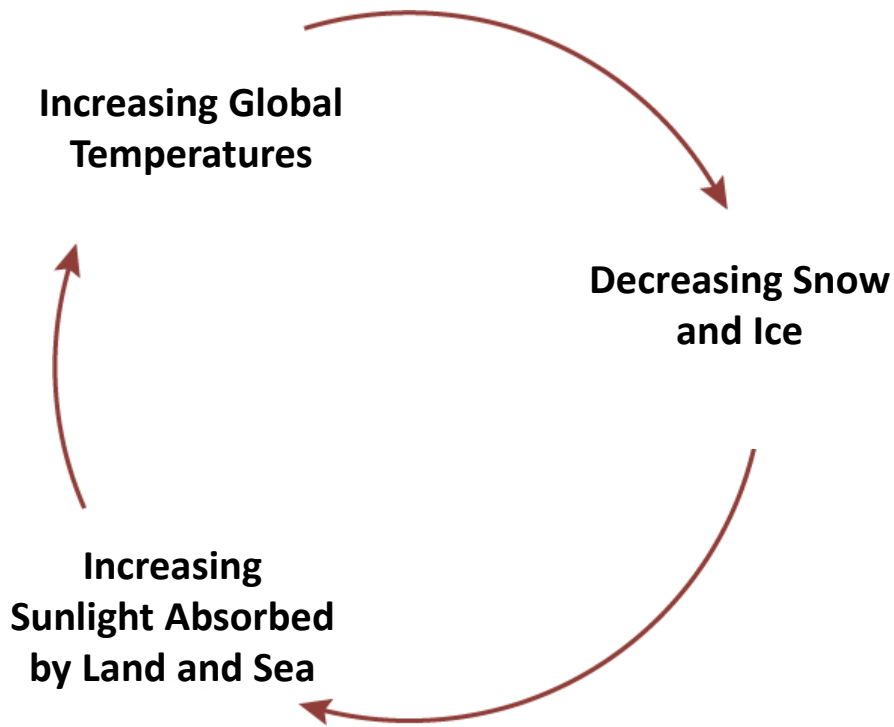 Increasing Global
Temperatures
Decreasing Snow
and Ice
Increasing
Sunlight Absorbed
by Land and Sea